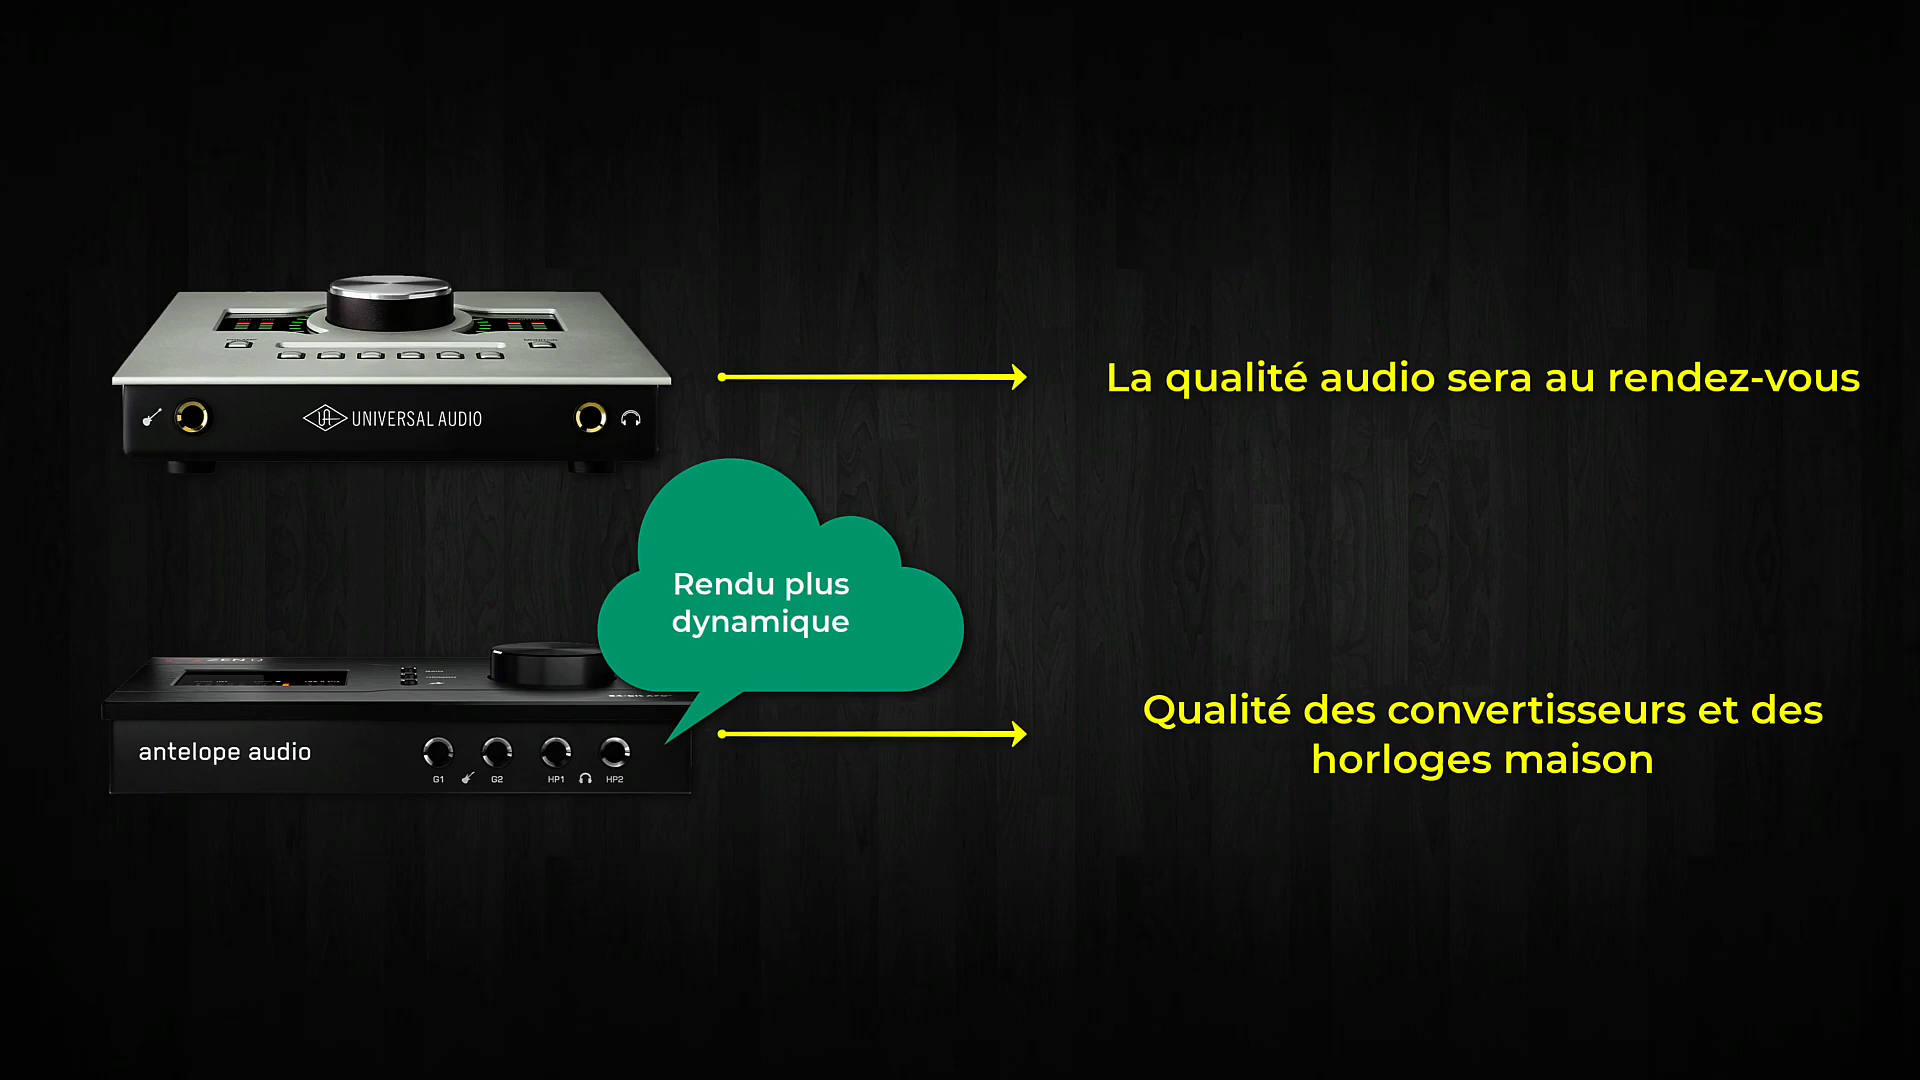 UNIVERSAL AUDIO
La qualité audio sera au rendez-vous
Rendu plus
dynamique
ZEN
antelope audio
G1 G2 HP1 HP2
Qualité des convertisseurs et des
horloges maison